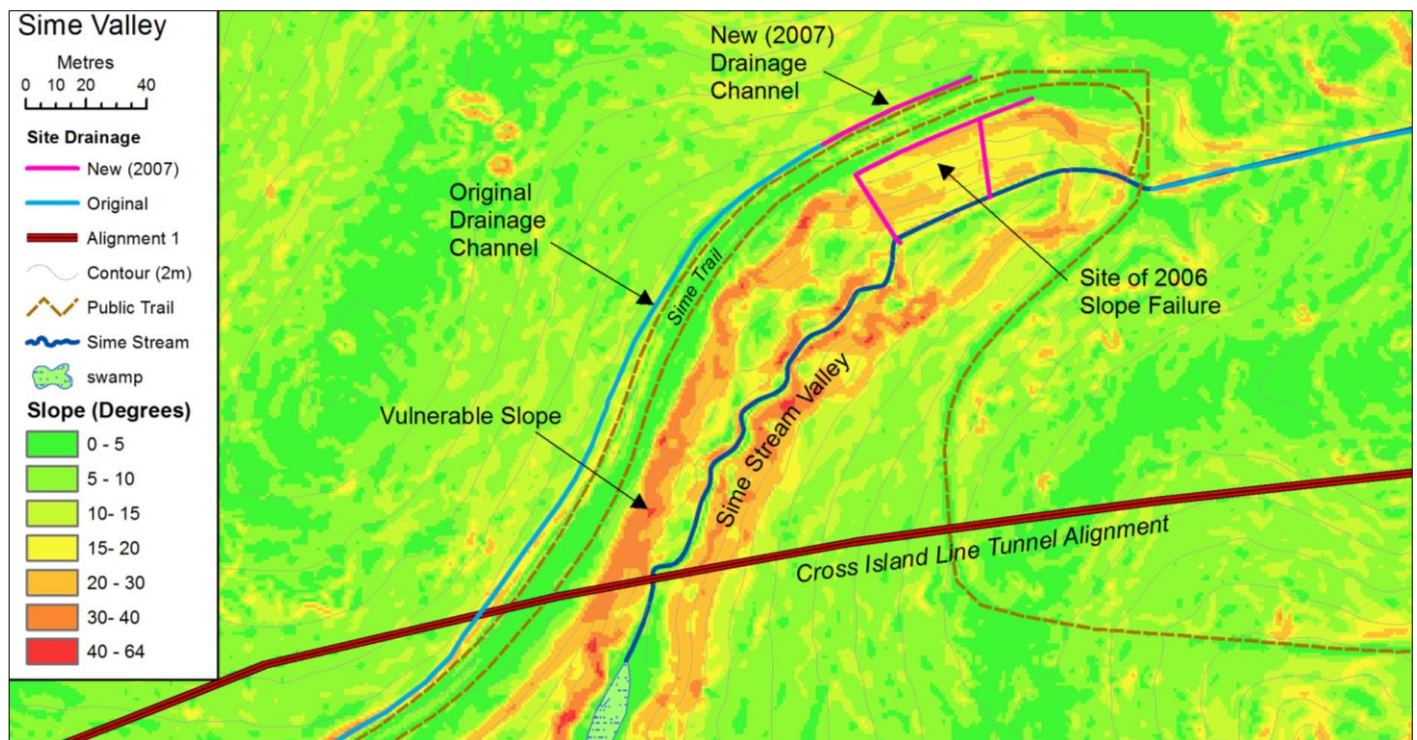 Sime Valley
Metres
0 10 20 40
Site Drainage
New (2007)
Original
Alignment 1
Contour (2m)
Public Trail
Sime Stream
swamp
Slope (Degrees)
0 - 5
5 - 10
10- 15
15- 20
20 - 30
30- 40
40 - 64
New (2007)
Drainage
Channel
Original
Drainage
Channel
Sime Trail
Site of 2006
Slope Failure
Vulnerable Slope
Sime Stream Valley
Cross Island Line Tunnel Alignment